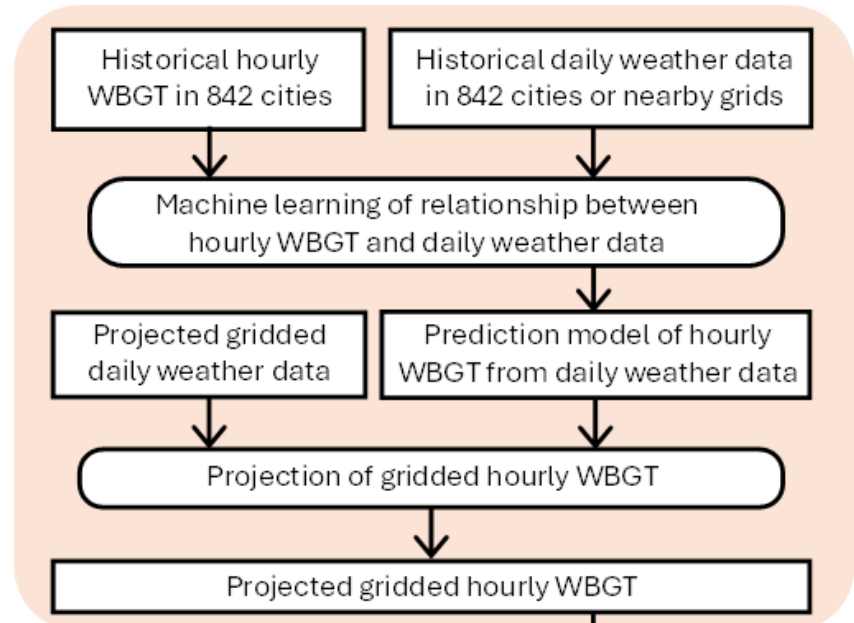 Historical hourly
WBGT in 842 cities
Historical daily weather data
in 842 cities or nearby grids
Machine learning of relationship between
hourly WBGT and daily weather data
Projected gridded
daily weather data
Prediction model of hourly
WBGT from daily weather data
Projection of gridded hourly WBGT
Projected gridded hourly WBGT